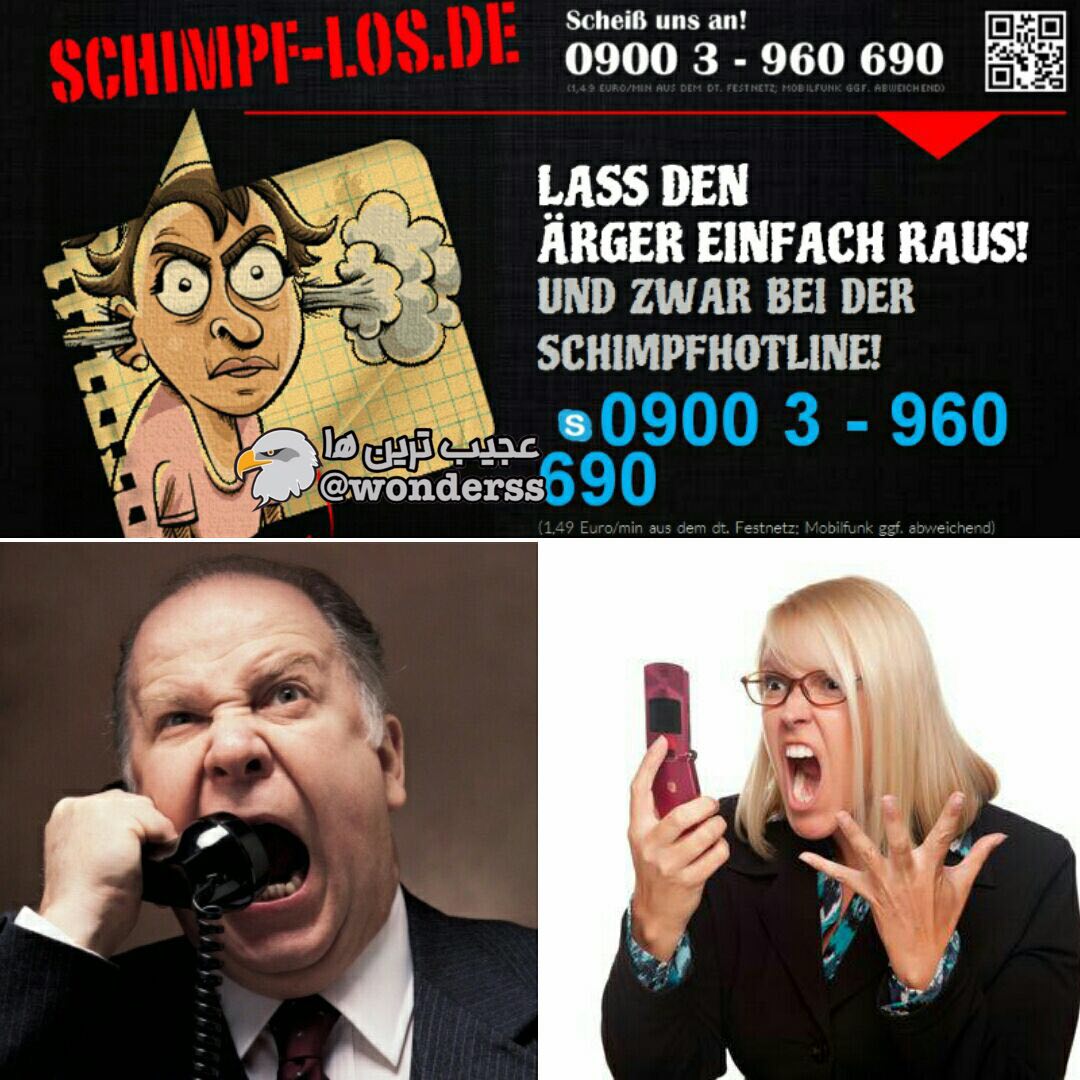 SCHIMPF-LOS.DE
Scheiß uns an!
0900 3 - 960 690
(1,49 EURO/MIN AUS DEM DT. FESTNETZ; MOBILFUNK GGF. ABWEICHEND)
LASS DEN
ÄRGER EINFACH RAUS!
UND ZWAR BEI DER
SCHIMPFHOTLINE!
S 0900 3 - 960
690
(1,49 Euro/min aus dem dt. Festnetz; Mobilfunk ggf. abweichend)
عجیب ترین ها
@wonderss